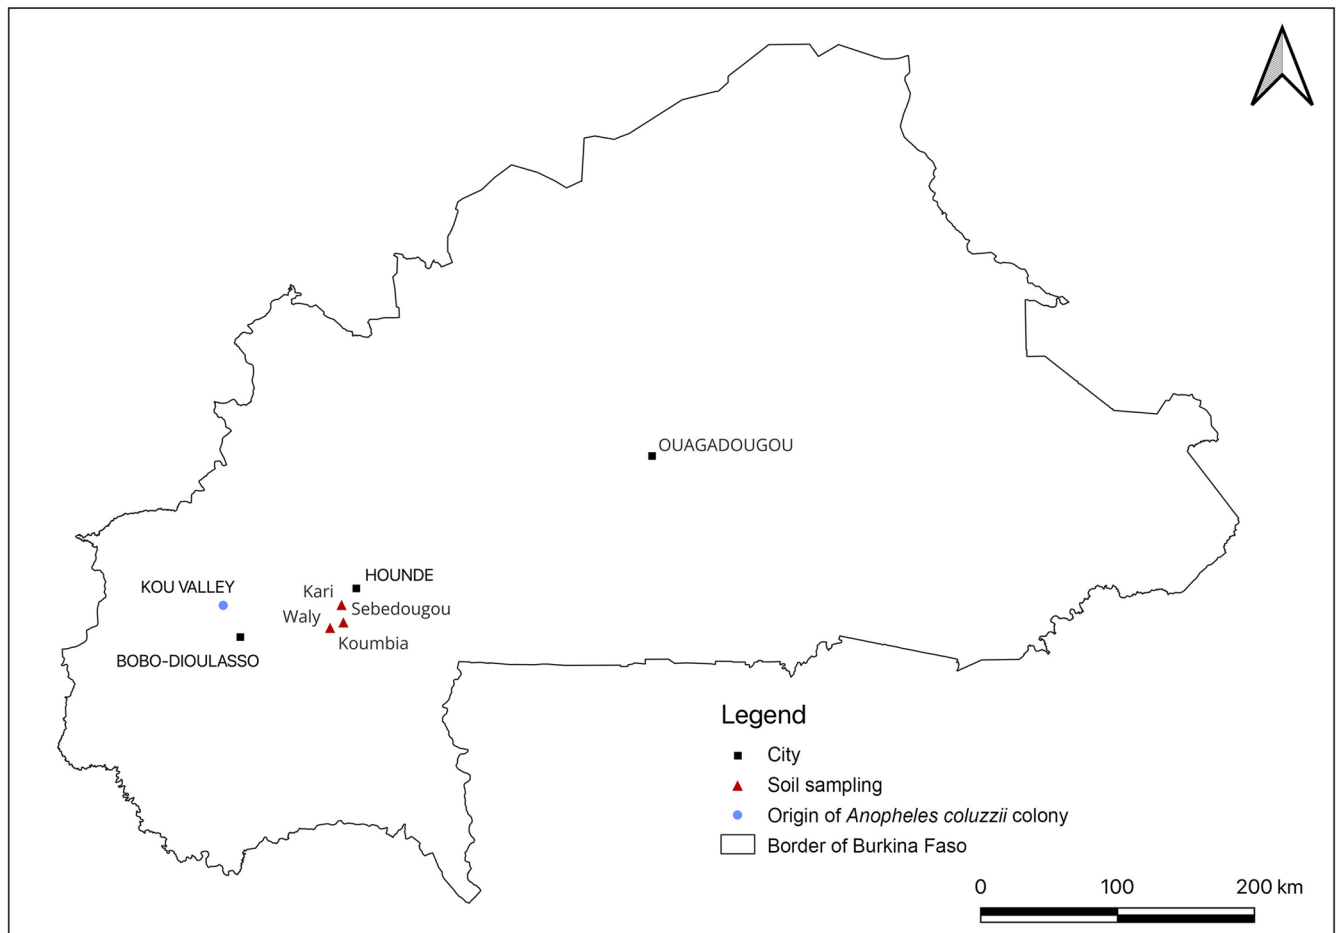 OUAGADOUGOU
HOUNDE
KOU VALLEY
Kari
Sebedougou
Waly
Koumbia
BOBO-DIOULASSO
Legend
City
Soil sampling
Origin of Anopheles coluzzii colony
Border of Burkina Faso
0 100 200 km